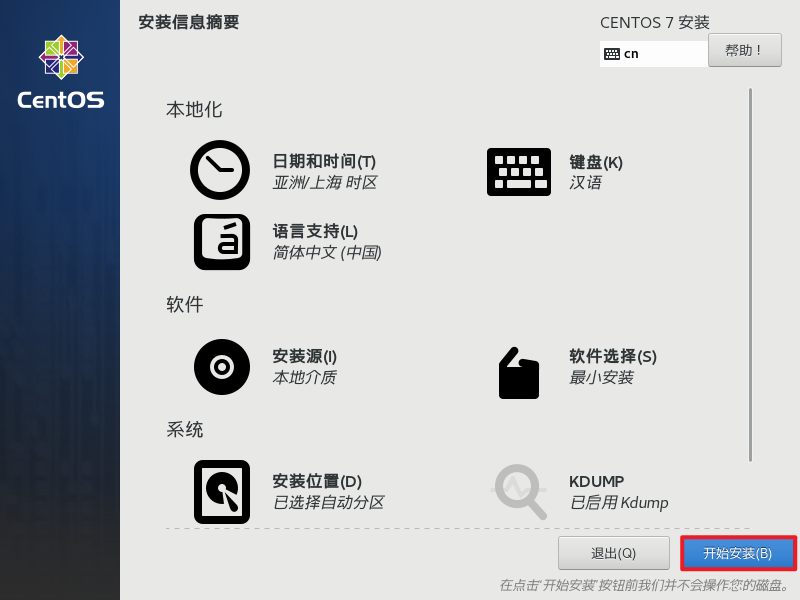 安装信息摘要
CENTOS 7 安装
cn
帮助！
CentOS
本地化
日期和时间(T)
亚洲/上海 时区
键盘(K)
汉语
á
语言支持(L)
简体中文 (中国)
软件
安装源(I)
本地介质
软件选择(S)
最小安装
系统
安装位置(D)
已选择自动分区
KDUMP
已启用 Kdump
退出(Q)
开始安装(B)
在点击'开始安装'按钮前我们并不会操作您的磁盘。